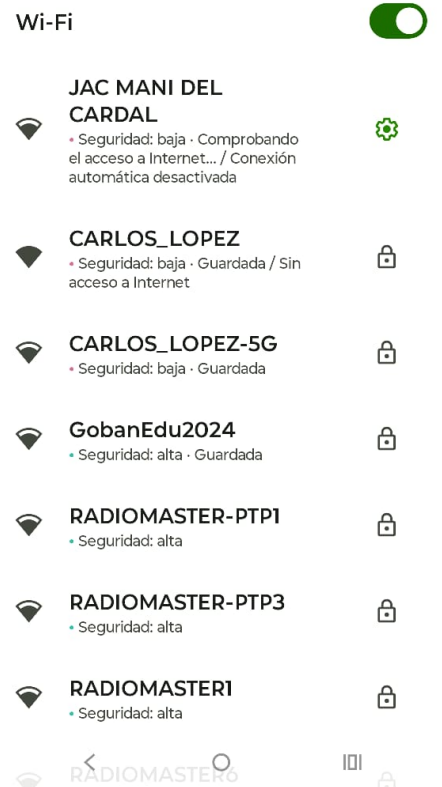 Wi-Fi
JAC MANI DEL
CARDAL
• Seguridad: baja · Comprobando
el acceso a Internet... / Conexión
automática desactivada
CARLOS_LOPEZ
• Seguridad: baja · Guardada / Sin
acceso a Internet
CARLOS_LOPEZ-5G
• Seguridad: baja · Guardada
GobanEdu2024
• Seguridad: alta · Guardada
RADIOMASTER-PTP1
• Seguridad: alta
RADIOMASTER-PTP3
• Seguridad: alta
RADIOMASTER1
• Seguridad: alta
RADIOMASTER6